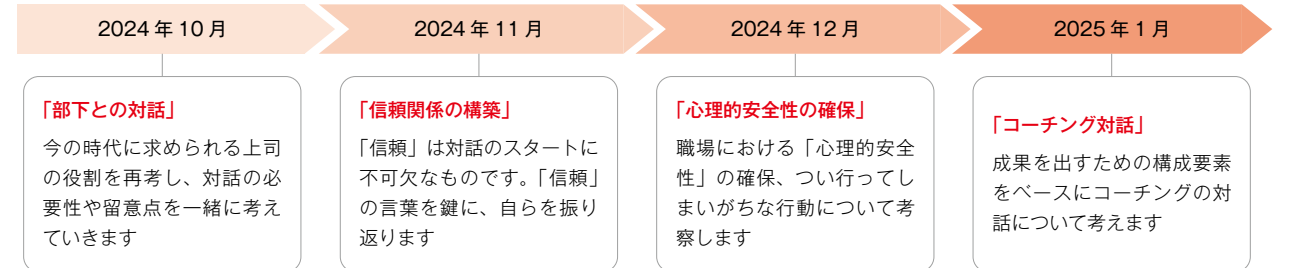 2024年10月
2024年11月
2024年12月
2025年1月
「部下との対話」
今の時代に求められる上司
の役割を再考し、対話の必
要性や留意点を一緒に考え
ていきます
「信頼関係の構築」
「信頼」は対話のスタートに
不可欠なものです。「信頼」
の言葉を鍵に、自らを振り
返ります
「心理的安全性の確保」
職場における「心理的安全
性」の確保、つい行ってし
まいがちな行動について考
察します
「コーチング対話」
成果を出すための構成要素
をベースにコーチングの対
話について考えます